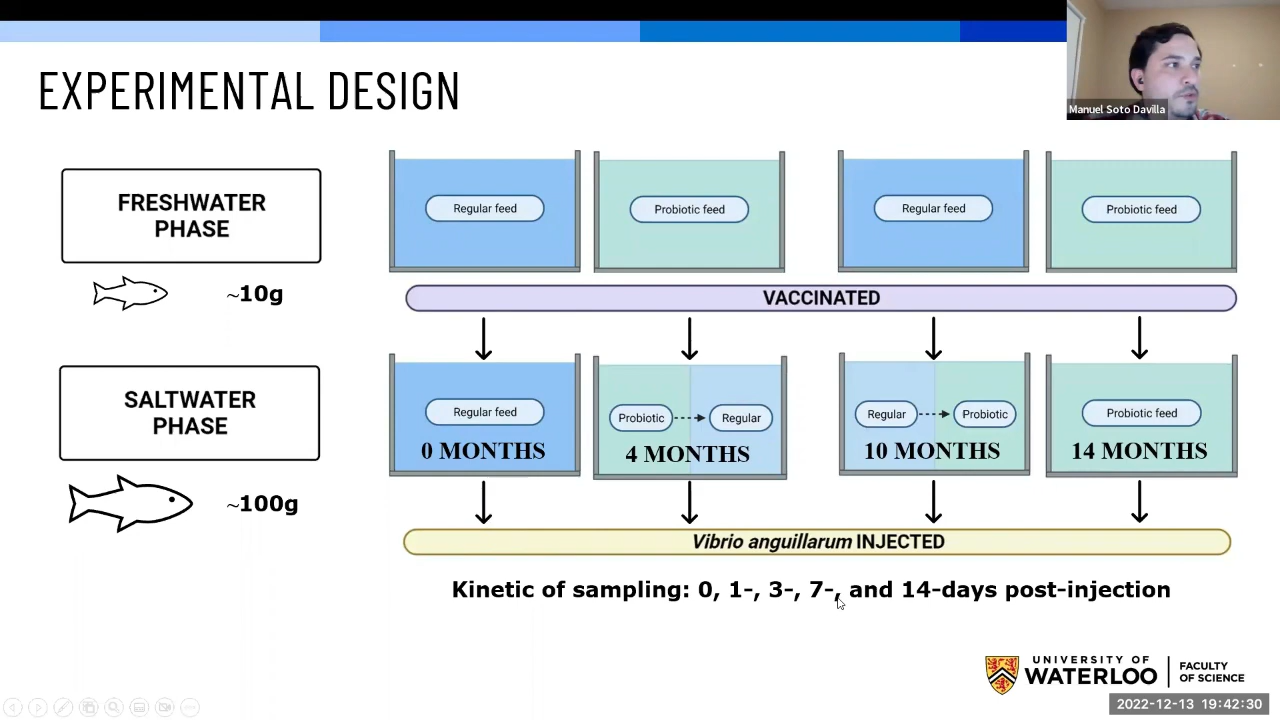 Manuel Soto Davilla
EXPERIMENTAL DESIGN
FRESHWATER
PHASE
~10g
Regular feed
Probiotic feed
Regular feed
Probiotic feed
VACCINATED
SALTWATER
PHASE
~100g
Regular feed
0 MONTHS
Probiotic
Regular
4 MONTHS
Regular
Probiotic
10 MONTHS
Probiotic feed
14 MONTHS
Vibrio anguillarum INJECTED
Kinetic of sampling: 0, 1-, 3-, 7-, and 14-days post-injection
UNIVERSITY OF
WATERLOO
FACULTY
OF SCIENCE
2022-12-13 19:42:30